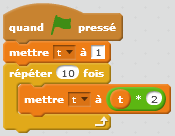 quand pressé
mettre t à 1
répéter 10 fois
mettre t à t * 2